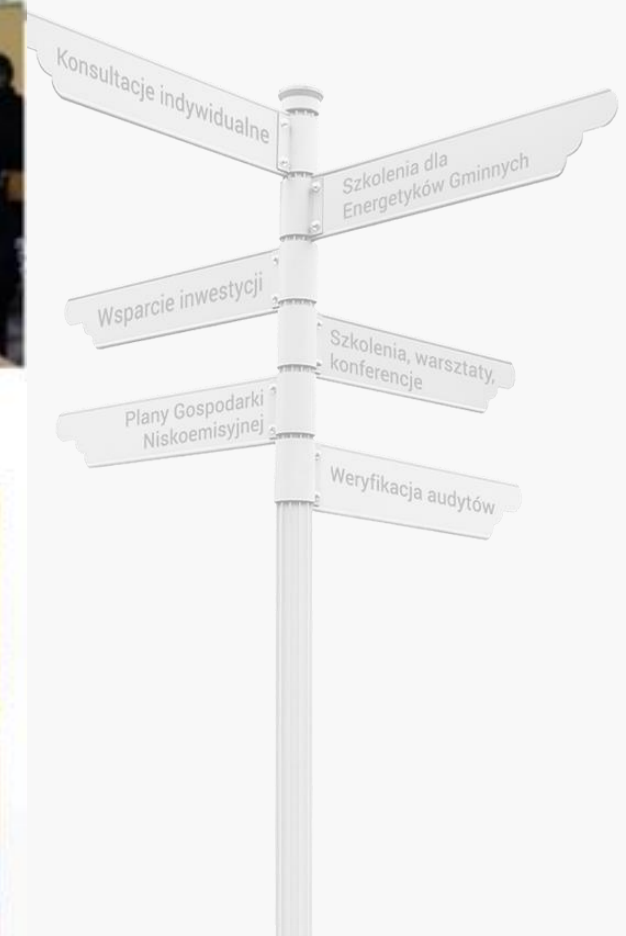 Konsultacje indywidualne
Szkolenia dla
Energetyków Gminnych
Wsparcie inwestycji
Szkolenia, warsztaty,
konferencje
Plany Gospodarki
Niskoemisyjnej
Weryfikacja audytów